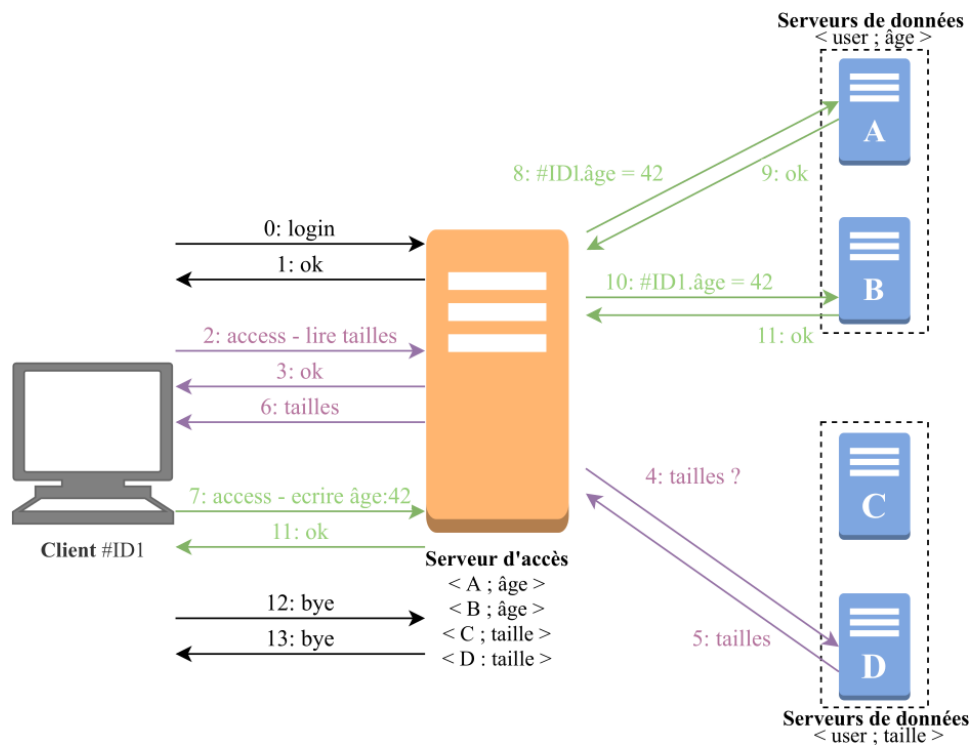 Serveurs de données
< user ; âge >
A
8: #ID1.âge = 42
9: ok
0: login
1: ok
B
10: #ID1.âge = 42
11: ok
2: access - lire tailles
3: ok
6: tailles
4: tailles ?
C
7: access - ecrire âge:42
11: ok
Client #ID1
Serveur d'accès
< A ; âge >
< B ; âge >
< C ; taille >
< D : taille >
12: bye
13: bye
5: tailles
D
Serveurs de données
< user ; taille >